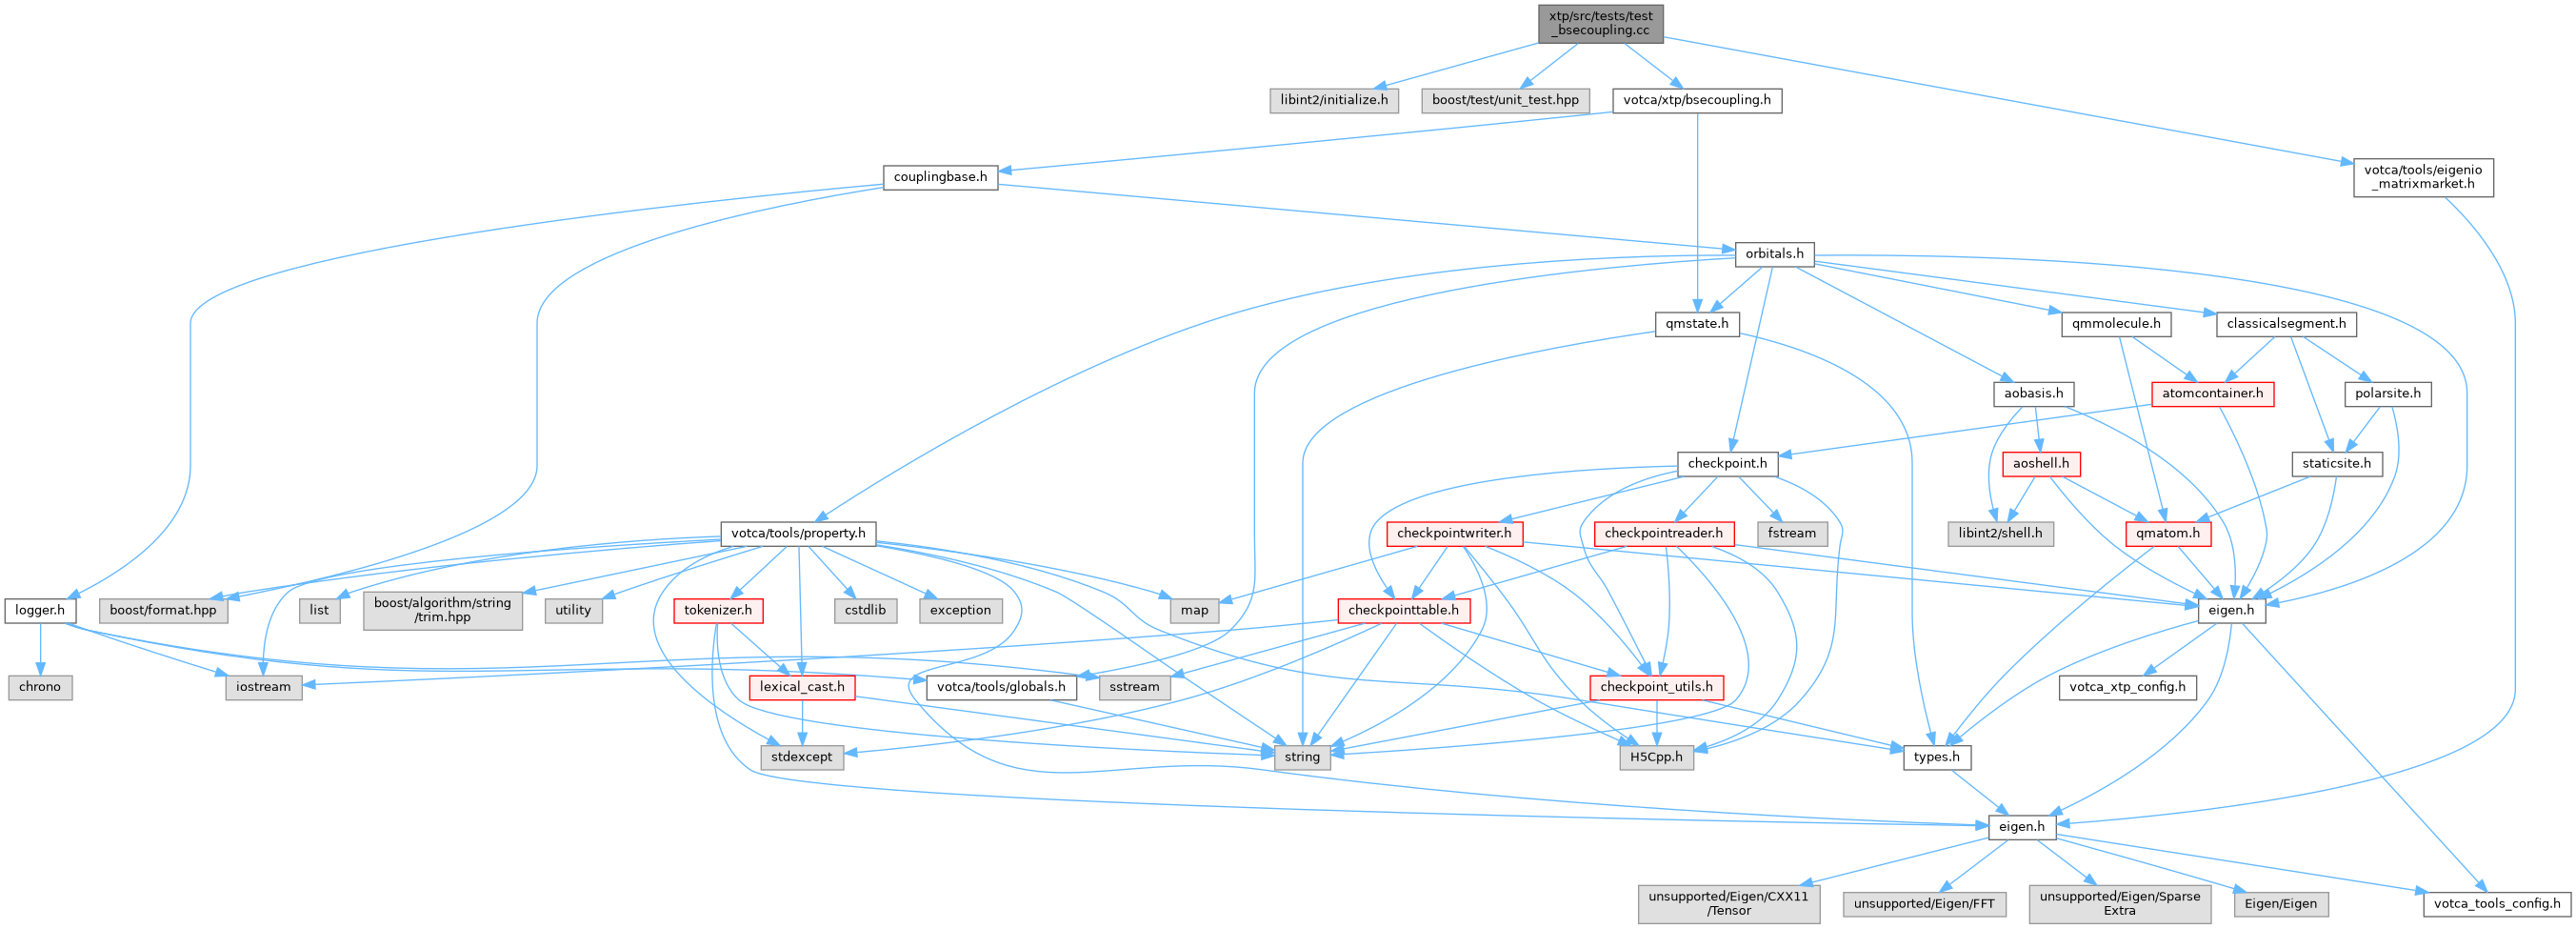 xtp/src/tests/test
_bsecoupling.cc
libint2/initialize.h
boost/test/unit_test.hpp
votca/xtp/bsecoupling.h
couplingbase.h
votca/tools/eigenio
_matrixmarket.h
orbitals.h
qmstate.h
qmmolecule.h
classicalsegment.h
aobasis.h
atomcontainer.h
polarsite.h
checkpoint.h
aoshell.h
staticsite.h
votca/tools/property.h
checkpointwriter.h
checkpointreader.h
fstream
libint2/shell.h
qmatom.h
logger.h
boost/format.hpp
list
boost/algorithm/string
/trim.hpp
utility
tokenizer.h
cstdlib
exception
map
checkpointtable.h
eigen.h
chrono
iostream
lexical_cast.h
votca/tools/globals.h
sstream
checkpoint_utils.h
votca_xtp_config.h
stdexcept
string
H5Cpp.h
types.h
eigen.h
unsupported/Eigen/CXX11
/Tensor
unsupported/Eigen/FFT
unsupported/Eigen/Sparse
Extra
Eigen/Eigen
votca_tools_config.h